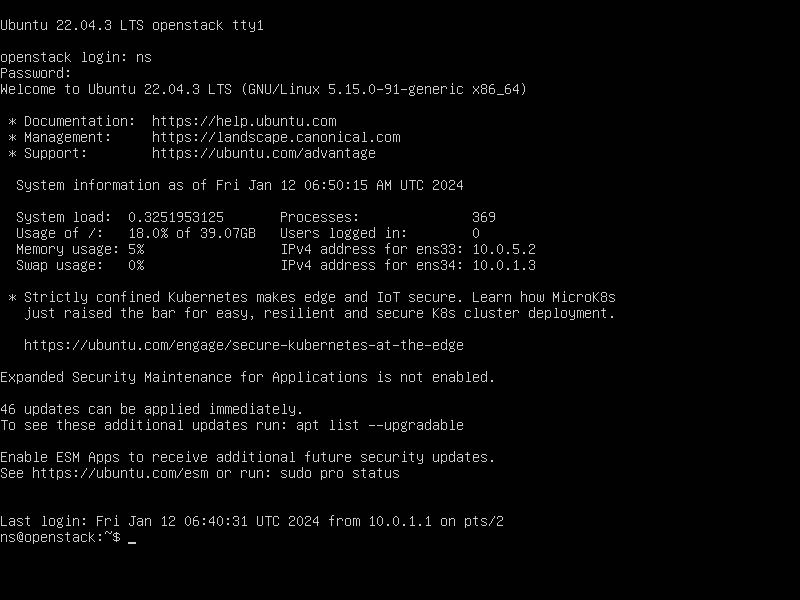 Ubuntu 22.04.3 LTS openstack tty1
openstack login: ns
Password:
Welcome to Ubuntu 22.04.3 LTS (GNU/Linux 5.15.0-91-generic x86_64)
* Documentation:  https://help.ubuntu.com
* Management:     https://landscape.canonical.com
* Support:        https://ubuntu.com/advantage
System information as of Fri Jan 12 06:50:15 AM UTC 2024
System load:  0.3251953125       Processes:              369
Usage of /:   18.0% of 39.07GB   Users logged in:        0
Memory usage: 5%                 IPv4 address for ens33: 10.0.5.2
Swap usage:   0%                 IPv4 address for ens34: 10.0.1.3
* Strictly confined Kubernetes makes edge and IoT secure. Learn how MicroK8s
just raised the bar for easy, resilient and secure K8s cluster deployment.
https://ubuntu.com/engage/secure-kubernetes-at-the-edge
Expanded Security Maintenance for Applications is not enabled.
46 updates can be applied immediately.
To see these additional updates run: apt list --upgradable
Enable ESM Apps to receive additional future security updates.
See https://ubuntu.com/esm or run: sudo pro status
Last login: Fri Jan 12 06:40:31 UTC 2024 from 10.0.1.1 on pts/2
ns@openstack:~$ _